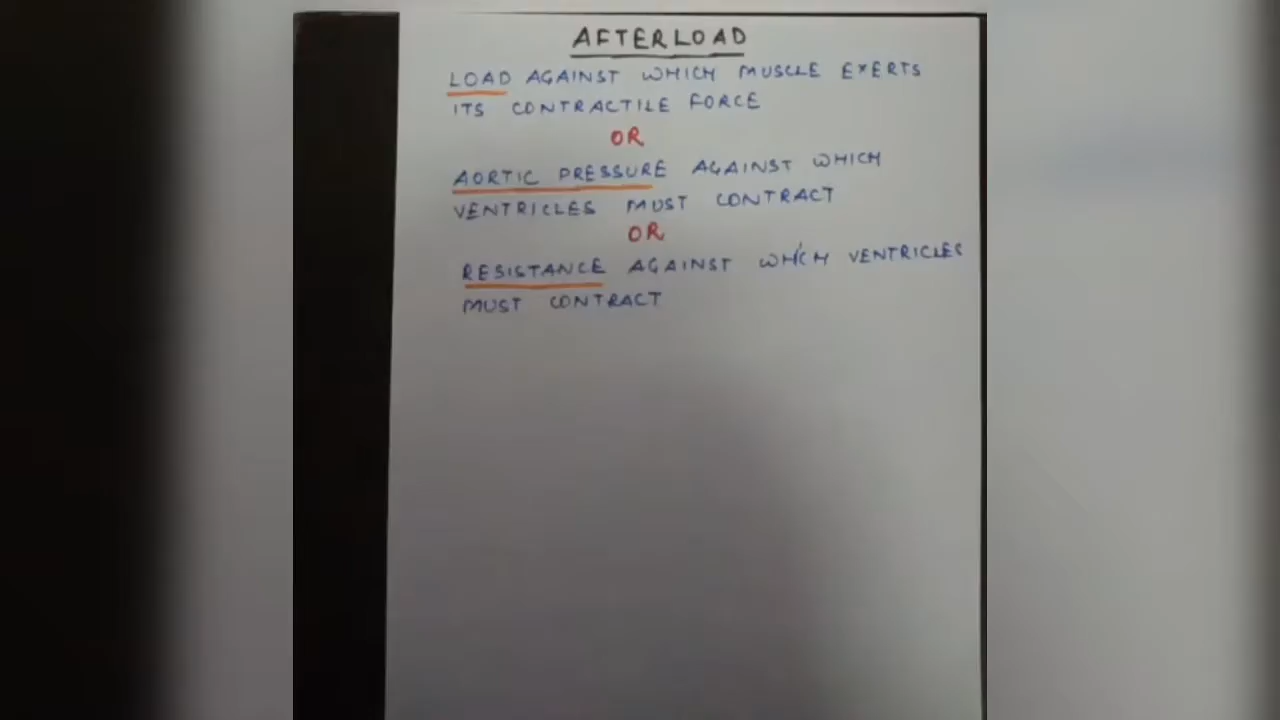 AFTERLOAD
LOAD AGAINST WHICH MUSCLE EXERTS
ITS CONTRACTILE FORCE
OR
AORTIC PRESSURE AGAINST WHICH
VENTRICLES MUST CONTRACT
OR
RESISTANCE AGAINST WHICH VENTRICLES
MUST CONTRACT